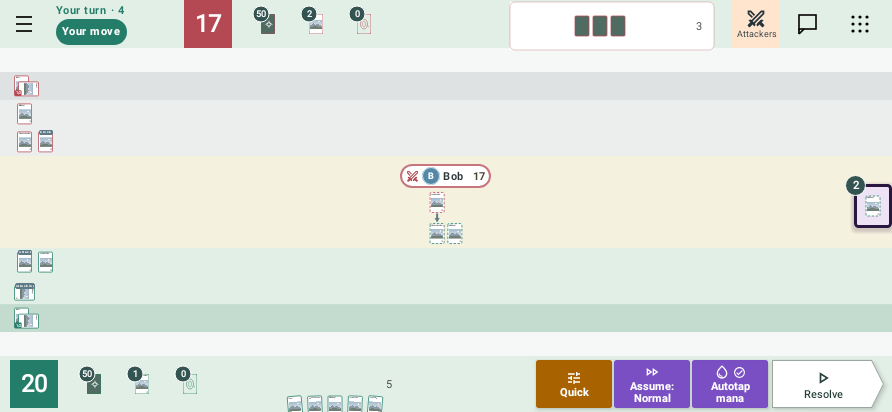 Your turn · 4
Your move
17
50
2
0
3
Attackers
B Bob 17
2
20
50
1
0
5
Quick
Assume:
Normal
Autotap
mana
Resolve